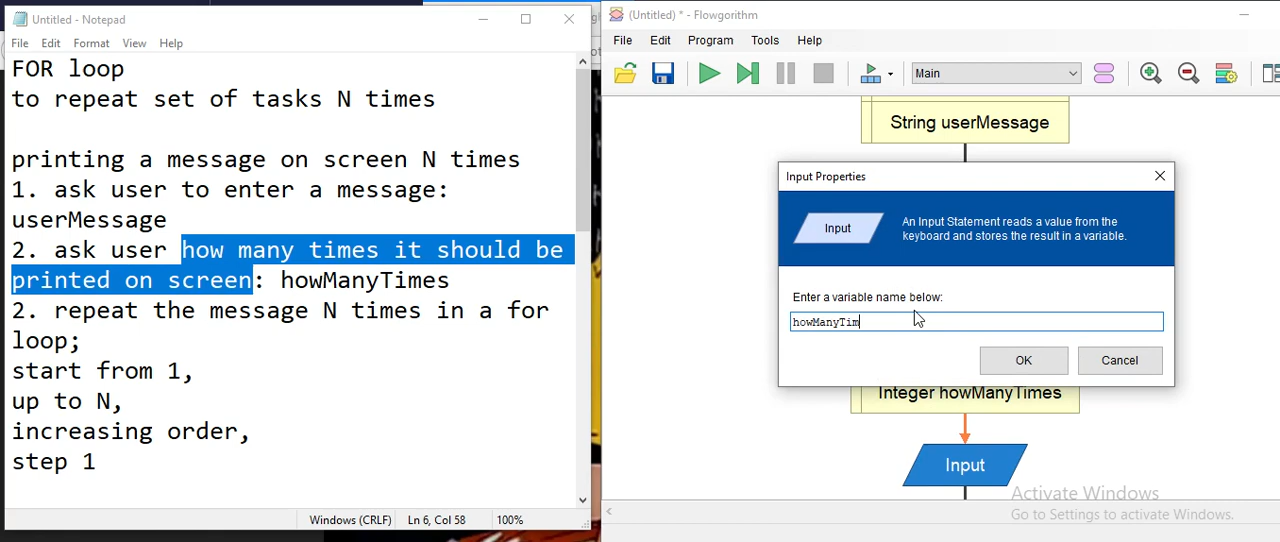 Untitled - Notepad
File Edit Format View Help
FOR loop
to repeat set of tasks N times
printing a message on screen N times
1. ask user to enter a message:
userMessage
2. ask user how many times it should be
printed on screen: howManyTimes
2. repeat the message N times in a for
loop;
start from 1,
up to N,
increasing order,
step 1
Windows (CRLF) Ln 6, Col 58 100%
(Untitled) * - Flowgorithm
File Edit Program Tools Help
Main
String userMessage
Input Properties
Input
An Input Statement reads a value from the
keyboard and stores the result in a variable.
Enter a variable name below:
howManyTim
OK Cancel
Integer howManyTimes
Input
Activate Windows
Go to Settings to activate Windows.